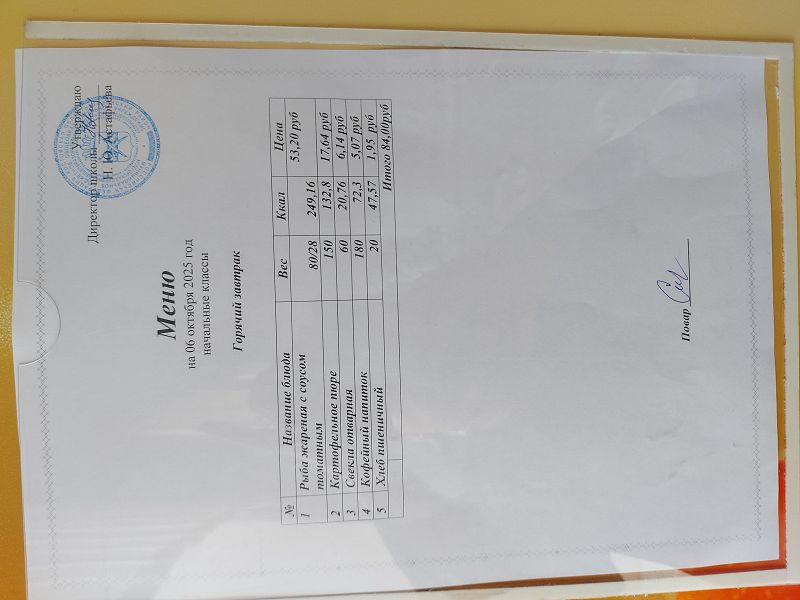 Утверждаю
Директор школы
Н. Ю. Астафьева
Меню
на 06 октября 2025 год
начальные классы
Горячий завтрак
№ Название блюда Вес Ккал Цена
1 Рыба жареная с соусом томатным 80/28 249,16 53,20 руб
2 Картофельное пюре 150 132,8 17,64 руб
3 Свекла отварная 60 20,76 6,14 руб
4 Кофейный напиток 180 72,3 5,07 руб
5 Хлеб пшеничный 20 47,57 1,95 руб
Итого 84,00руб
Повар